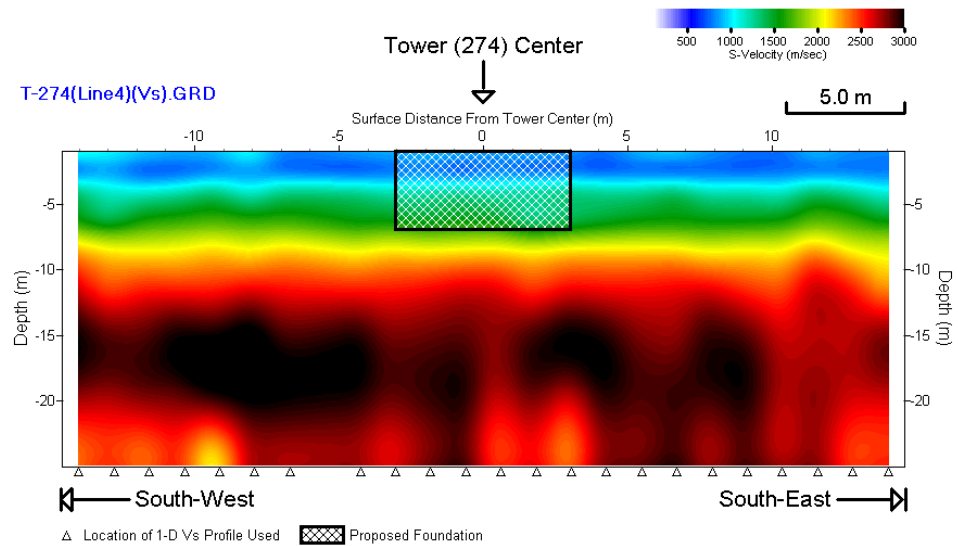 500 1000 1500 2000 2500 3000
S-Velocity (m/sec)
Tower (274) Center
T-274(Line4)(Vs).GRD
5.0 m
Surface Distance From Tower Center (m)
-10 -5 0 5 10
-5 -5
-10 -10
-15 -15
-20 -20
Depth (m)
Depth (m)
South-West South-East
Location of 1-D Vs Profile Used Proposed Foundation